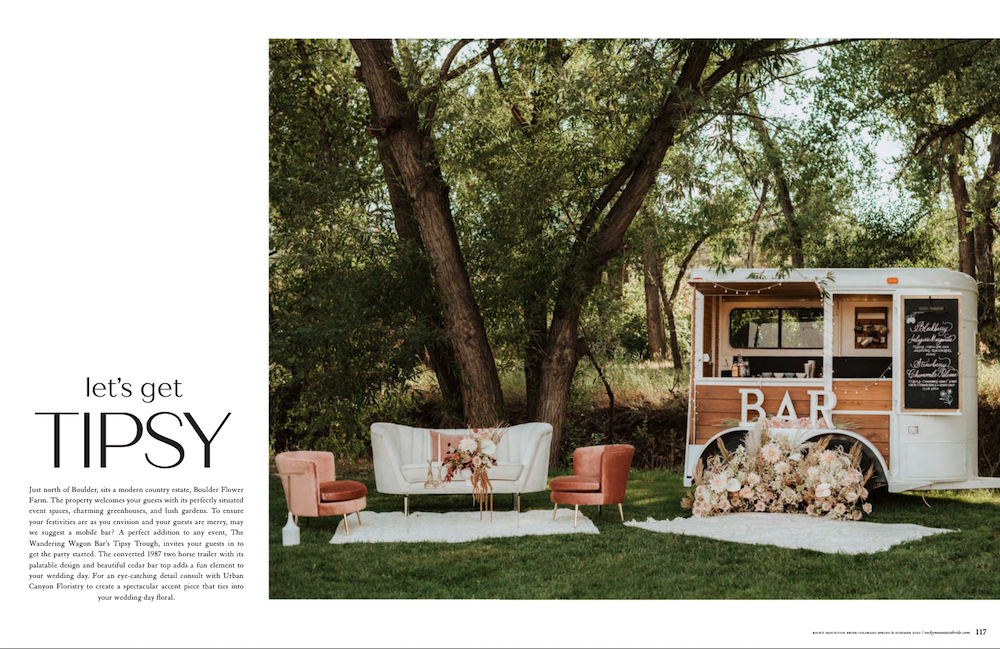 let's get
TIPSY
Just north of Boulder, sits a modern country estate, Boulder Flower
Farm. The property welcomes your guests with its perfectly situated
event spaces, charming greenhouses, and lush gardens. To ensure
your festivities are as you envision and your guests are merry, may
we suggest a mobile bar? A perfect addition to any event, The
Wandering Wagon Bar's Tipsy Trough, invites your guests in to
get the party started. The converted 1987 two horse trailer with its
palatable design and beautiful cedar bar top adds a fun element to
your wedding day. For an eye-catching detail consult with Urban
Canyon Floristry to create a spectacular accent piece that ties into
your wedding day floral.
BAR
Blackberry
Jalapeno Margarita
Strawberry
Chamomile Paloma
ROCKY MOUNTAIN BRIDE COLORADO SPRING & SUMMER / rockymountainbride.com 117